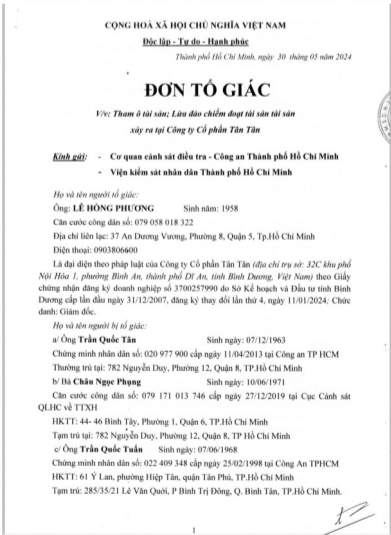 CỘNG HOÀ XÃ HỘI CHỦ NGHĨA VIỆT NAM
Độc lập - Tự do - Hạnh phúc
Thành phố Hồ Chí Minh, ngày 30 tháng 05 năm 2024
ĐƠN TỐ GIÁC
V/v: Tham ô tài sản; Lừa đảo chiếm đoạt tài sản tài sản
xảy ra tại Công ty Cổ phần Tân Tân
Kính gửi: - Cơ quan cảnh sát điều tra - Công an Thành phố Hồ Chí Minh
- Viện kiểm sát nhân dân Thành phố Hồ Chí Minh
Họ và tên người tố giác:
Ông: LÊ HỒNG PHƯƠNG Sinh năm: 1958
Căn cước công dân số: 079 058 018 322
Địa chỉ liên lạc: 37 An Dương Vương, Phường 8, Quận 5, Tp.Hồ Chí Minh
Điện thoại: 0903806600
Là đại diện theo pháp luật của Công ty Cổ phần Tân Tân (địa chỉ trụ sở: 32C khu phố
Nội Hóa 1, phường Bình An, thành phố Dĩ An, tỉnh Bình Dương, Việt Nam) theo Giấy
chứng nhận đăng ký doanh nghiệp số 3700257990 do Sở Kế hoạch và Đầu tư tỉnh Bình
Dương cấp lần đầu ngày 31/12/2007, đăng ký thay đổi lần thứ 4, ngày 11/01/2024; Chức
danh: Giám đốc.
Họ và tên người bị tố giác:
a/ Ông Trần Quốc Tân Sinh ngày: 07/12/1963
Chứng minh nhân dân số: 020 977 900 cấp ngày 11/04/2013 tại Công an TP HCM
Thường trú tại: 782 Nguyễn Duy, Phường 12, Quận 8, TP.Hồ Chí Minh
b/ Bà Châu Ngọc Phụng Sinh ngày: 10/06/1971
Căn cước công dân số: 079 171 013 746 cấp ngày 27/12/2019 tại Cục Cảnh sát
QLHC về TTXH
HKTT: 44- 46 Bình Tây, Phường 1, Quận 6, TP.Hồ Chí Minh
Tạm trú tại: 782 Nguyễn Duy, Phường 12, Quận 8, TP Hồ Chí Minh
c/ Ông Trần Quốc Tuấn Sinh ngày: 07/06/1968
Chứng minh nhân dân số: 022 409 348 cấp ngày 25/02/1998 tại Công An TPHCM
HKTT: 61 Ỷ Lan, phường Hiệp Tân, quận Tân Phú, TP.Hồ Chí Minh
Tạm trú: 285/35/21 Lê Văn Quới, P Bình Trị Đông, Q. Bình Tân, TP.Hồ Chí Minh.
1